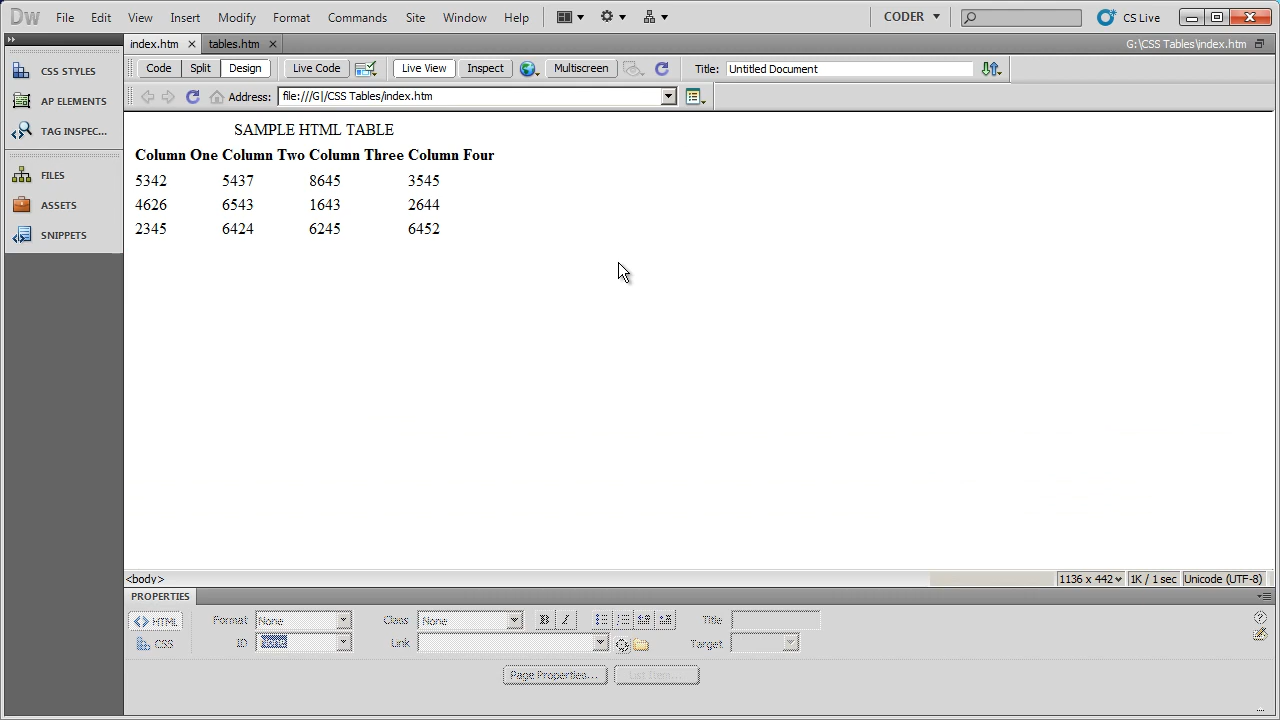 Dw File Edit View Insert Modify Format Commands Site Window Help CODER CS Live
index.htm tables.htm G:\CSS Tables\index.htm
CSS STYLES
AP ELEMENTS
TAG INSPEC...
FILES
ASSETS
SNIPPETS
Code Split Design Live Code Live View Inspect Multiscreen Title: Untitled Document
Address: file:///G|/CSS Tables/index.htm
SAMPLE HTML TABLE
Column One Column Two Column Three Column Four
5342 5437 8645 3545
4626 6543 1643 2644
2345 6424 6245 6452
<body> 1136 x 442 1K / 1 sec Unicode (UTF-8)
PROPERTIES
HTML Format None Class None B I Title
CSS ID Link Target
Page Properties... List Item...